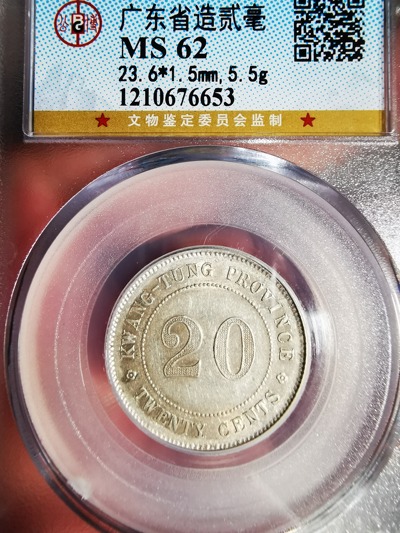 广东省造贰毫
MS 62
23.6*1.5mm,5.5g
1210676653
★ 文物鉴定委员会监制 ★
KWANG-TUNG PROVINCE
20
TWENTY CENTS